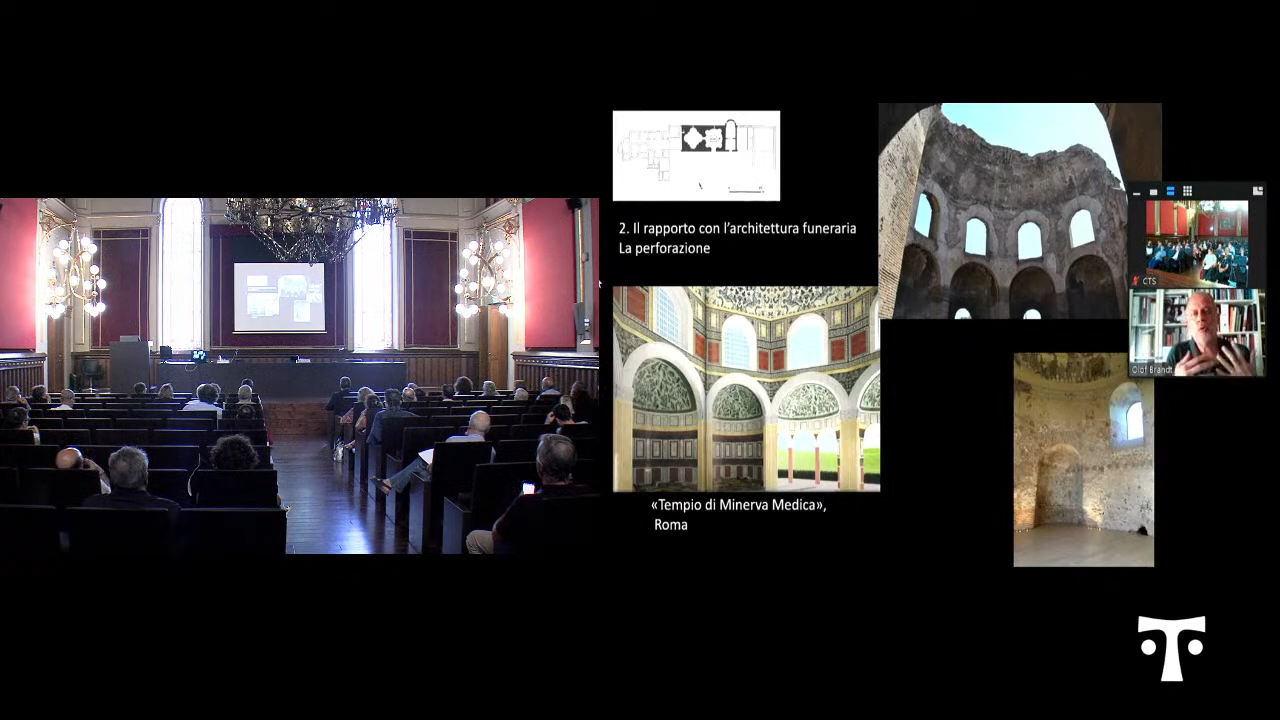 2. Il rapporto con l'architettura funeraria
La perforazione
«Tempio di Minerva Medica»,
Roma
CTS
Olof Brandt